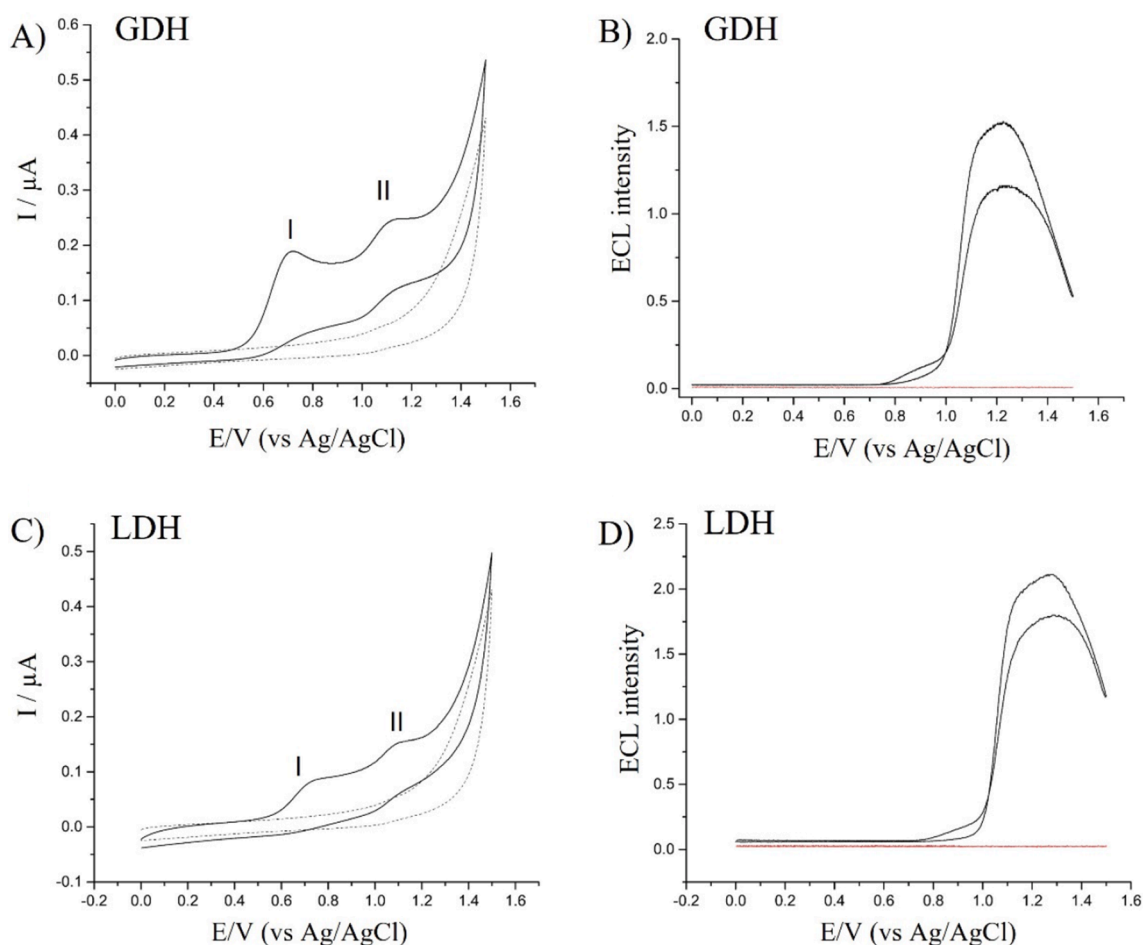 A) GDH
0.6
0.5
0.4
0.3
0.2
0.1
0.0
I / μA
I
II
0.0 0.2 0.4 0.6 0.8 1.0 1.2 1.4 1.6
E/V (vs Ag/AgCl)
B) GDH
2.0
1.5
1.0
0.5
0.0
ECL intensity
0.0 0.2 0.4 0.6 0.8 1.0 1.2 1.4 1.6
E/V (vs Ag/AgCl)
C) LDH
0.5
0.4
0.3
0.2
0.1
0.0
-0.1
I / μA
I
II
-0.2 0.0 0.2 0.4 0.6 0.8 1.0 1.2 1.4 1.6
E/V (vs Ag/AgCl)
D) LDH
2.5
2.0
1.5
1.0
0.5
0.0
ECL intensity
-0.2 0.0 0.2 0.4 0.6 0.8 1.0 1.2 1.4 1.6
E/V (vs Ag/AgCl)